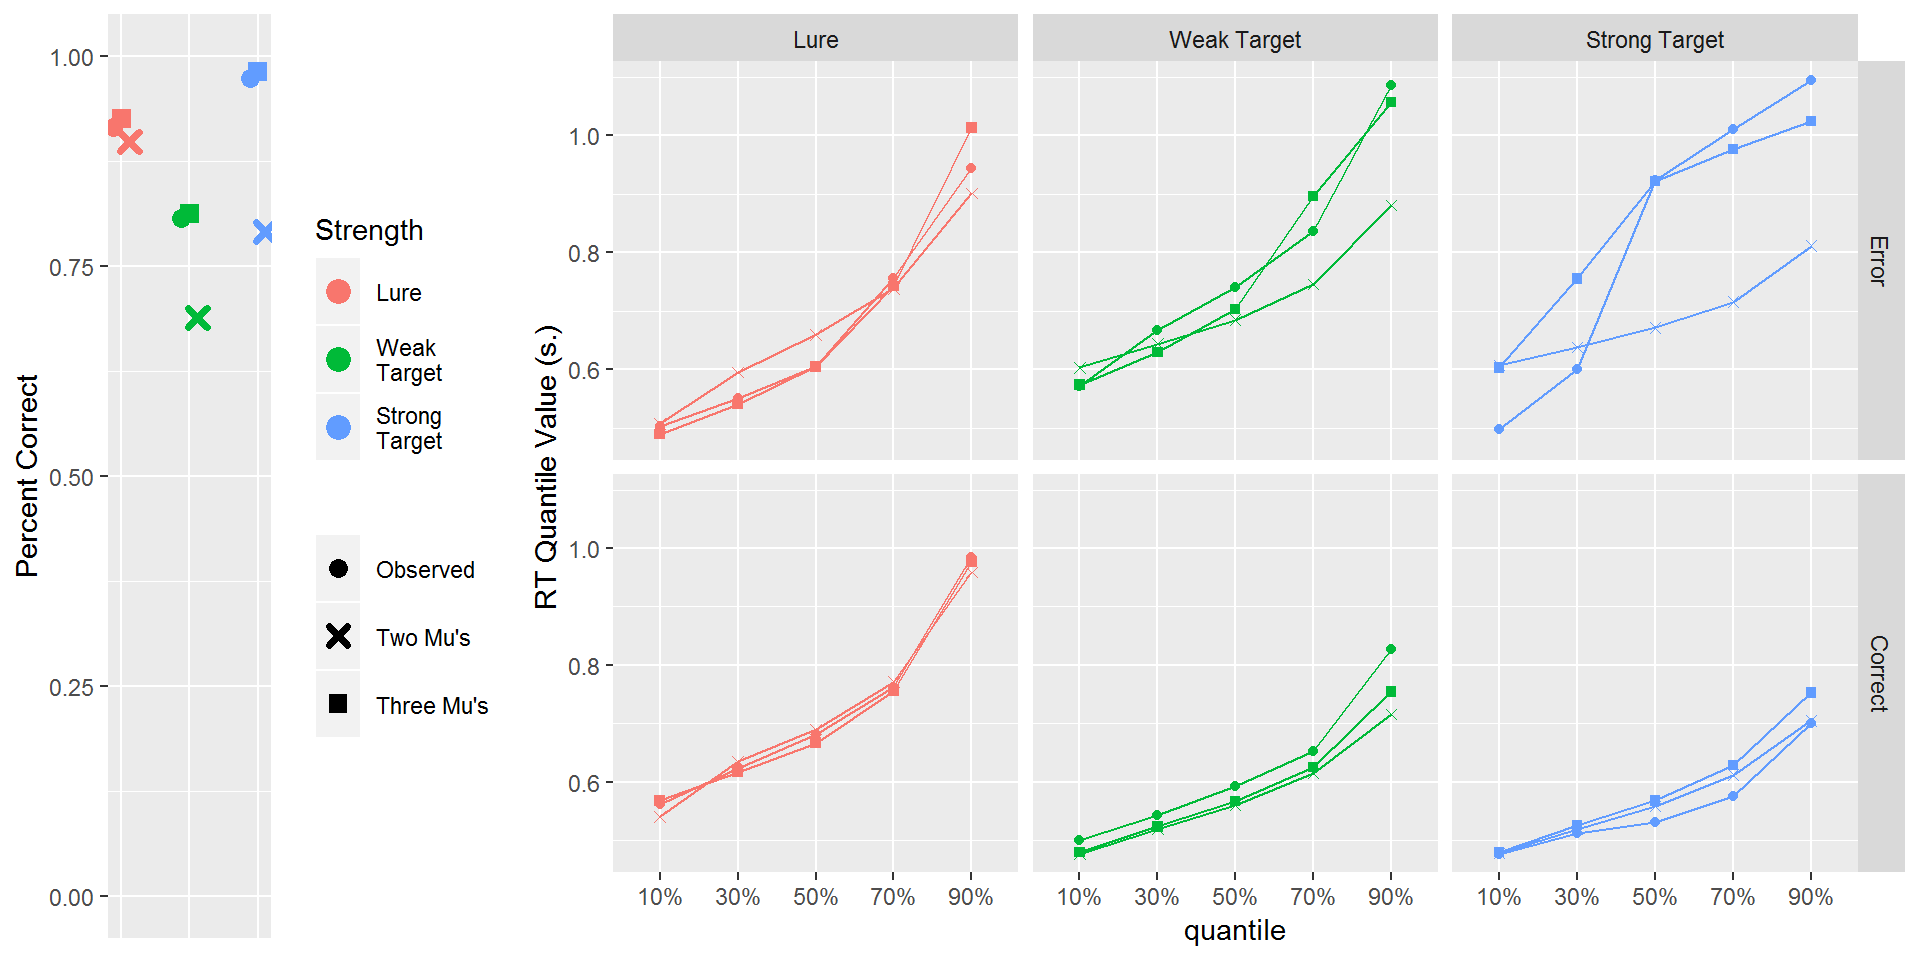 Percent Correct
1.00
0.75
0.50
0.25
0.00
Strength
Lure
Weak
Target
Strong
Target
Observed
Two Mu's
Three Mu's
RT Quantile Value (s.)
Lure
Weak Target
Strong Target
1.0
0.8
0.6
Error
1.0
0.8
0.6
Correct
10% 30% 50% 70% 90%
10% 30% 50% 70% 90%
10% 30% 50% 70% 90%
quantile